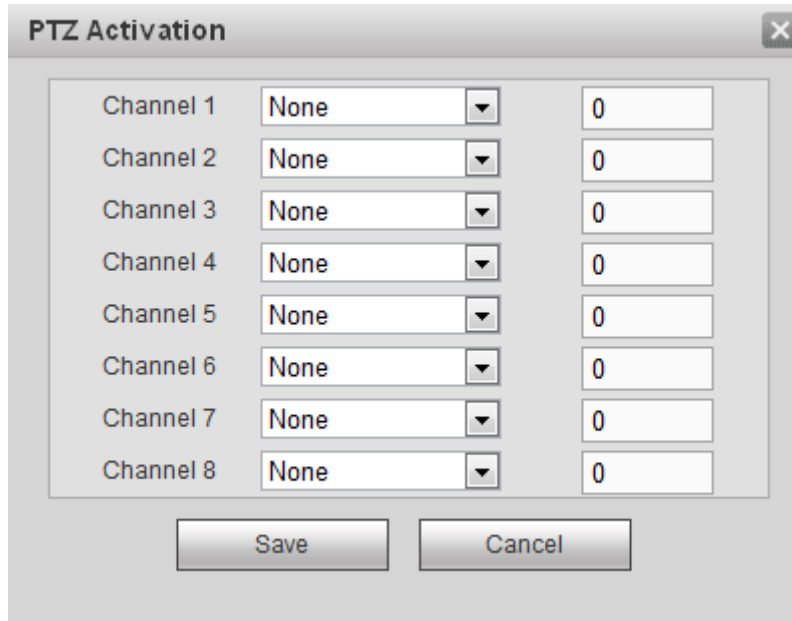 PTZ Activation
Channel 1 None 0
Channel 2 None 0
Channel 3 None 0
Channel 4 None 0
Channel 5 None 0
Channel 6 None 0
Channel 7 None 0
Channel 8 None 0
Save Cancel